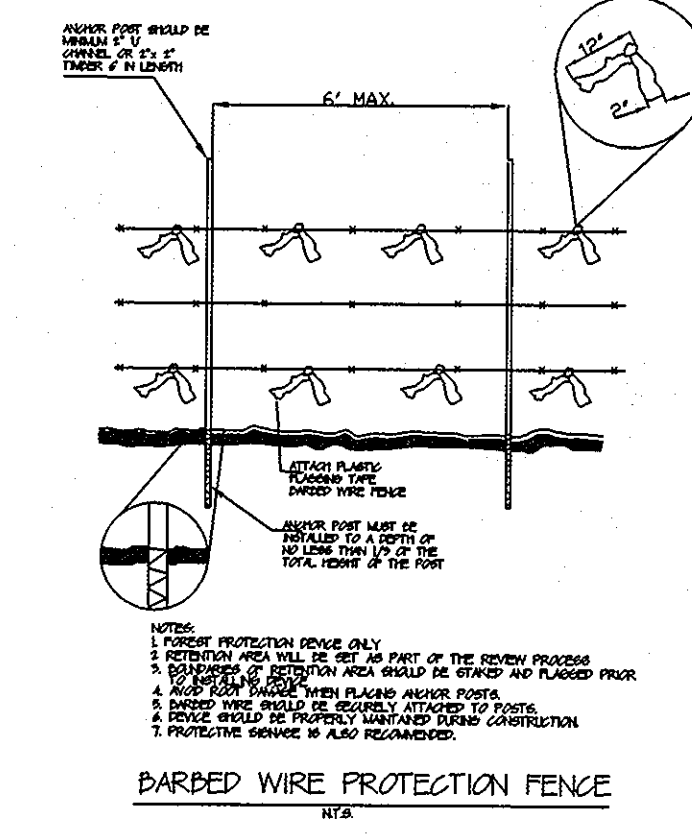 ANCHOR POST SHOULD BE
MINIMUM 2" U
CHANNEL OR 2"x 2"
TIMBER 6' IN LENGTH
6' MAX.
12"
2"
ATTACH PLASTIC
FLAGGING TAPE
BARBED WIRE FENCE
ANCHOR POST MUST BE
INSTALLED TO A DEPTH OF
NO LESS THAN 1/3 OF THE
TOTAL HEIGHT OF THE POST
NOTES:
1. FOREST PROTECTION DEVICE ONLY
2 RETENTION AREA WILL BE SET AS PART OF THE REVIEW PROCESS
3. BOUNDARIES OF RETENTION AREA SHOULD BE STAKED AND FLAGGED PRIOR
TO INSTALLING DEVICE
4. AVOID ROOT DAMAGE WHEN PLACING ANCHOR POSTS.
5. BARBED WIRE SHOULD BE SECURELY ATTACHED TO POSTS.
6. DEVICE SHOULD BE PROPERLY MAINTAINED DURING CONSTRUCTION
7. PROTECTIVE SIGNAGE IS ALSO RECOMMENDED.
BARBED WIRE PROTECTION FENCE
N.T.S.